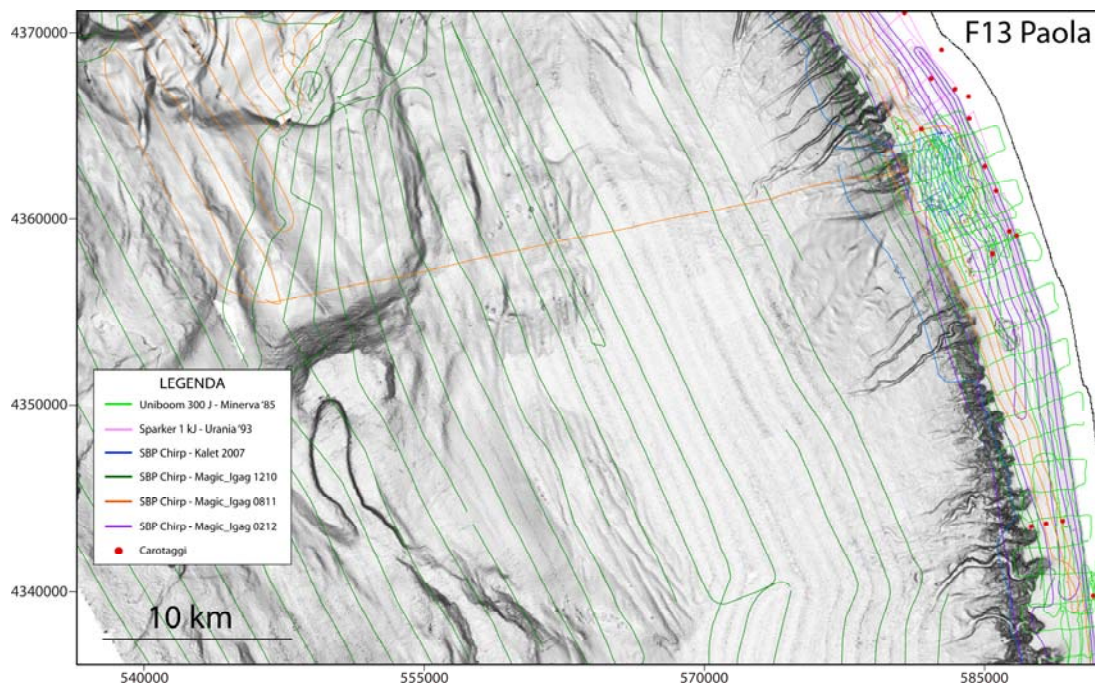 F13 Paola
4370000
4360000
4350000
4340000
LEGENDA
Uniboom 300 J - Minerva '85
Sparker 1 kJ - Urania '93
SBP Chirp - Kalet 2007
SBP Chirp - Magic_Igag 1210
SBP Chirp - Magic_Igag 0811
SBP Chirp - Magic_Igag 0212
Carotaggi
10 km
540000
555000
570000
585000